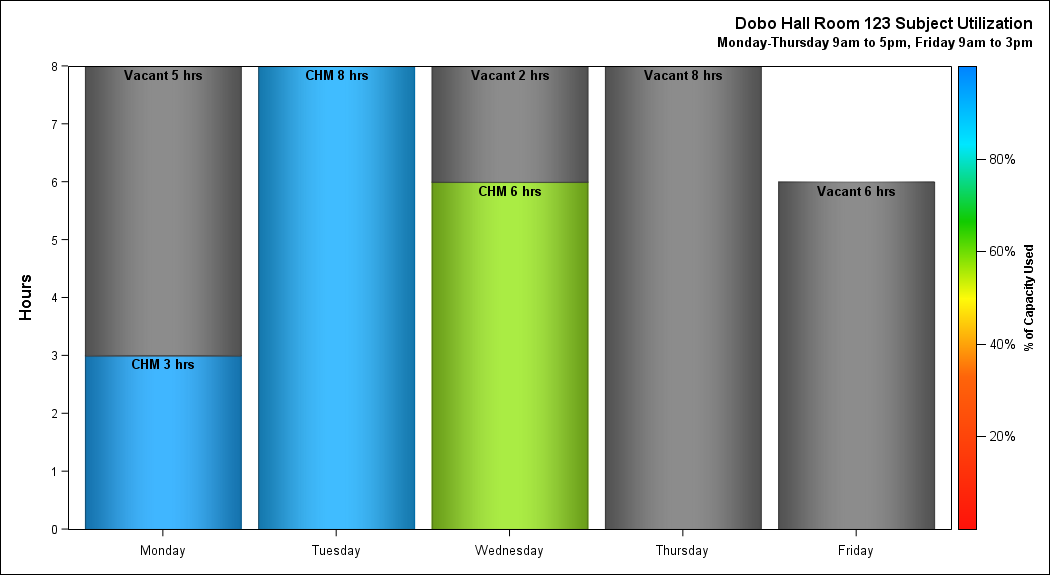 Dobo Hall Room 123 Subject Utilization
Monday-Thursday 9am to 5pm, Friday 9am to 3pm
Hours
8
7
6
5
4
3
2
1
0
Vacant 5 hrs
CHM 3 hrs
CHM 8 hrs
Vacant 2 hrs
CHM 6 hrs
Vacant 8 hrs
Vacant 6 hrs
Monday
Tuesday
Wednesday
Thursday
Friday
80%
60%
40%
20%
% of Capacity Used